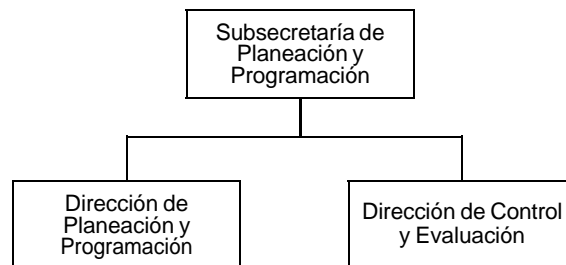 Subsecretaría de
Planeación y
Programación
Dirección de
Planeación y
Programación
Dirección de Control
y Evaluación